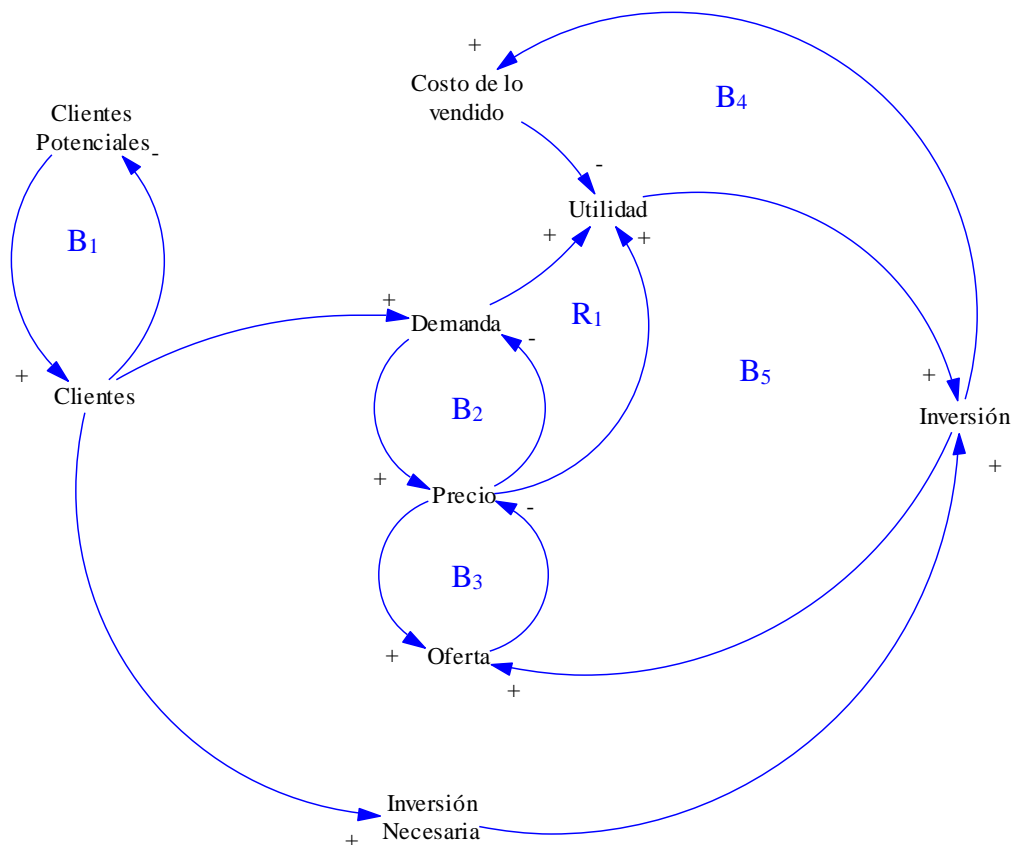 +
Costo de lo
vendido
B4
Clientes
Potenciales
-
-
Utilidad
+
+
B1
+
Demanda
R1
-
+
Clientes
B2
B5
+
Inversión
+
+
Precio
-
B3
+
Oferta
+
Inversión
Necesaria
+